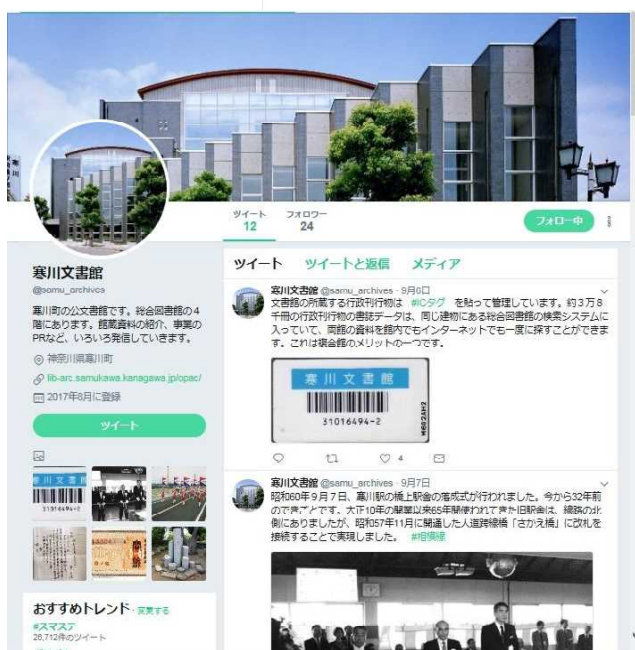 ツイート フォロワー
12 24
フォロー中
寒川文書館
@samu_archives
寒川町の公文書館です。総合図書館の4
階にあります。館蔵資料の紹介、事業の
PRなど、いろいろ発信していきます。
神奈川県寒川町
lib-arc.samukawa.kanagawa.jp/opac/
2017年8月に登録
ツイート
おすすめトレンド・変更する
#スマステ
26,712件のツイート
ツイート ツイートと返信 メディア
寒川文書館 @samu_archives・9月6日
文書館の所蔵する行政刊行物は #ICタグ を貼って管理しています。約3万8
千冊の行政刊行物の書誌データは、同じ建物にある総合図書館の検索システムに
入っていて、両館の資料を館内でもインターネットでも一度に探すことができま
す。これは複合館のメリットの一つです。
寒川文書館
31016494-2
M602AH2
4
寒川文書館 @samu_archives・9月7日
昭和60年9月7日、寒川駅の橋上駅舎の落成式が行われました。今から32年前
のできごとです。大正10年の開業以来65年間使われてきた旧駅舎は、線路の北
側にありましたが、昭和57年11月に開通した人道跨線橋「さかえ橋」に改札を
接続することで実現しました。 #相模線